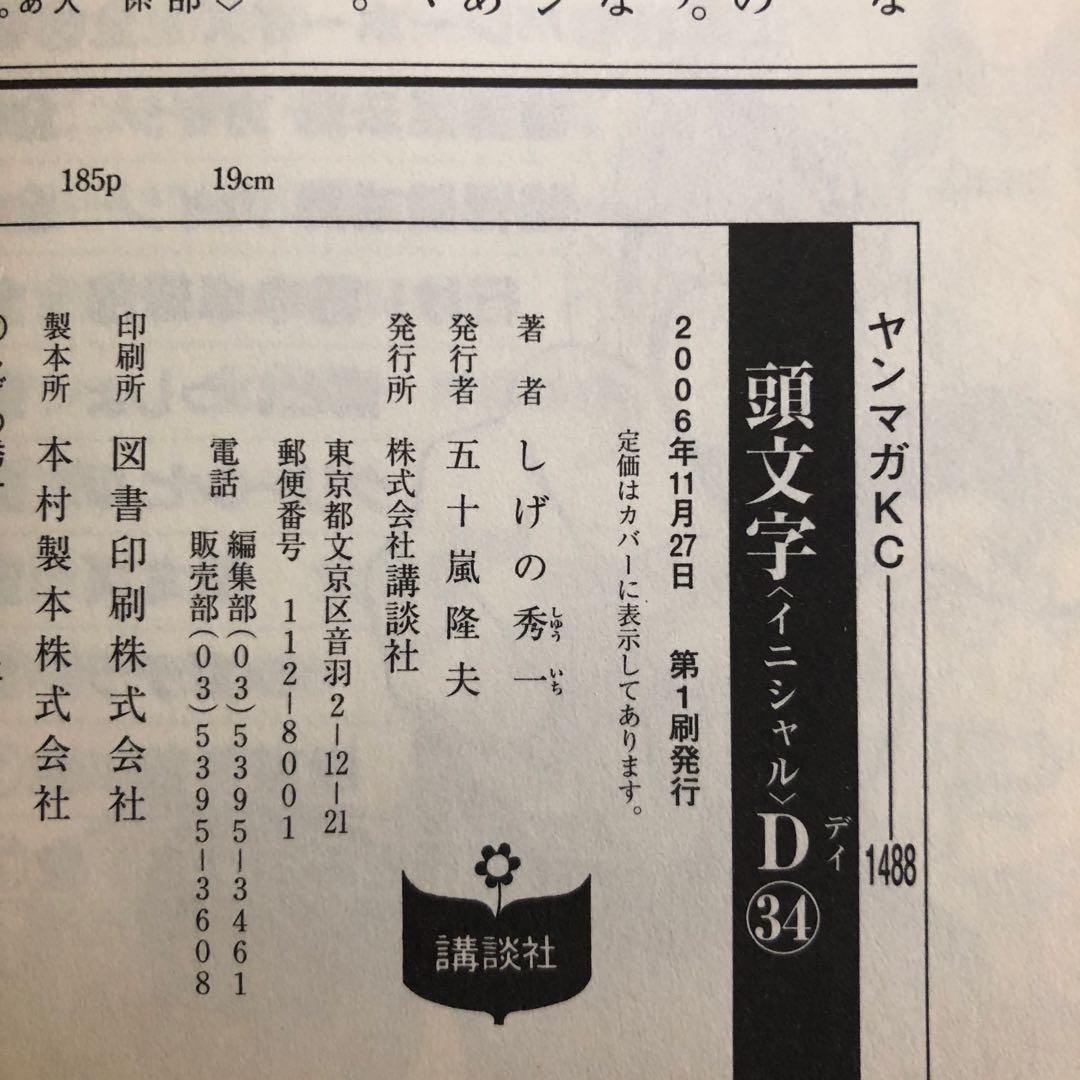 185p 19cm
ヤンマガKC――1488
頭文字〈イニシャル〉D㉞
ディ
2006年11月27日 第1刷発行
定価はカバーに表示してあります。
著者 しげの秀一
しゅういち
発行者 五十嵐隆夫
発行所 株式会社講談社
東京都文京区音羽2―12―21
郵便番号 112―8001
電話 編集部(03)5395―3461
販売部(03)5395―3608
印刷所 図書印刷株式会社
製本所 本村製本株式会社
講談社